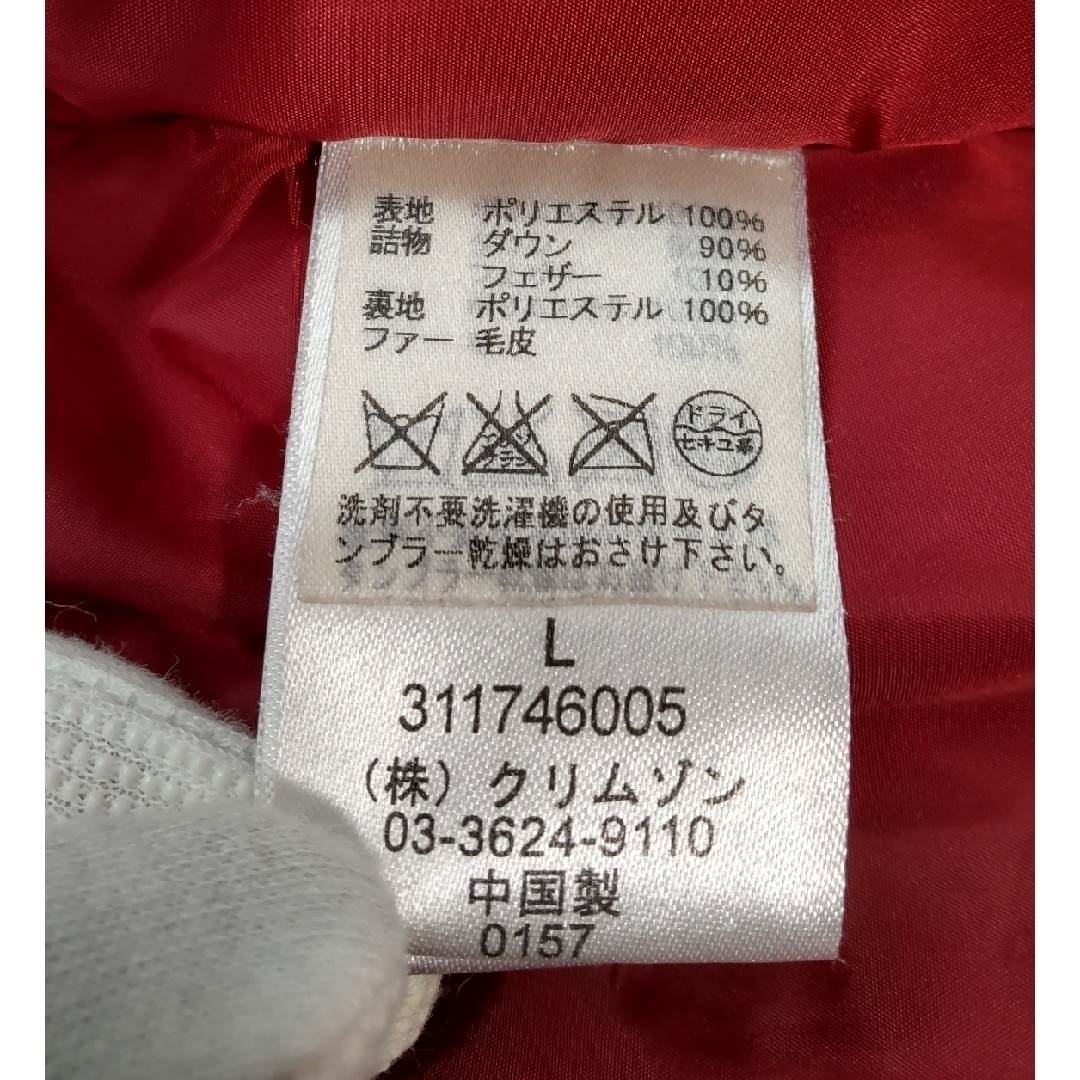 表地 ポリエステル 100%
詰物 ダウン 90%
フェザー 10%
裏地 ポリエステル 100%
ファー 毛皮
ドライ
セキユ系
洗剤不要洗濯機の使用及びタ
ンブラー乾燥はおさけ下さい。
L
311746005
(株) クリムゾン
03-3624-9110
中国製
0157